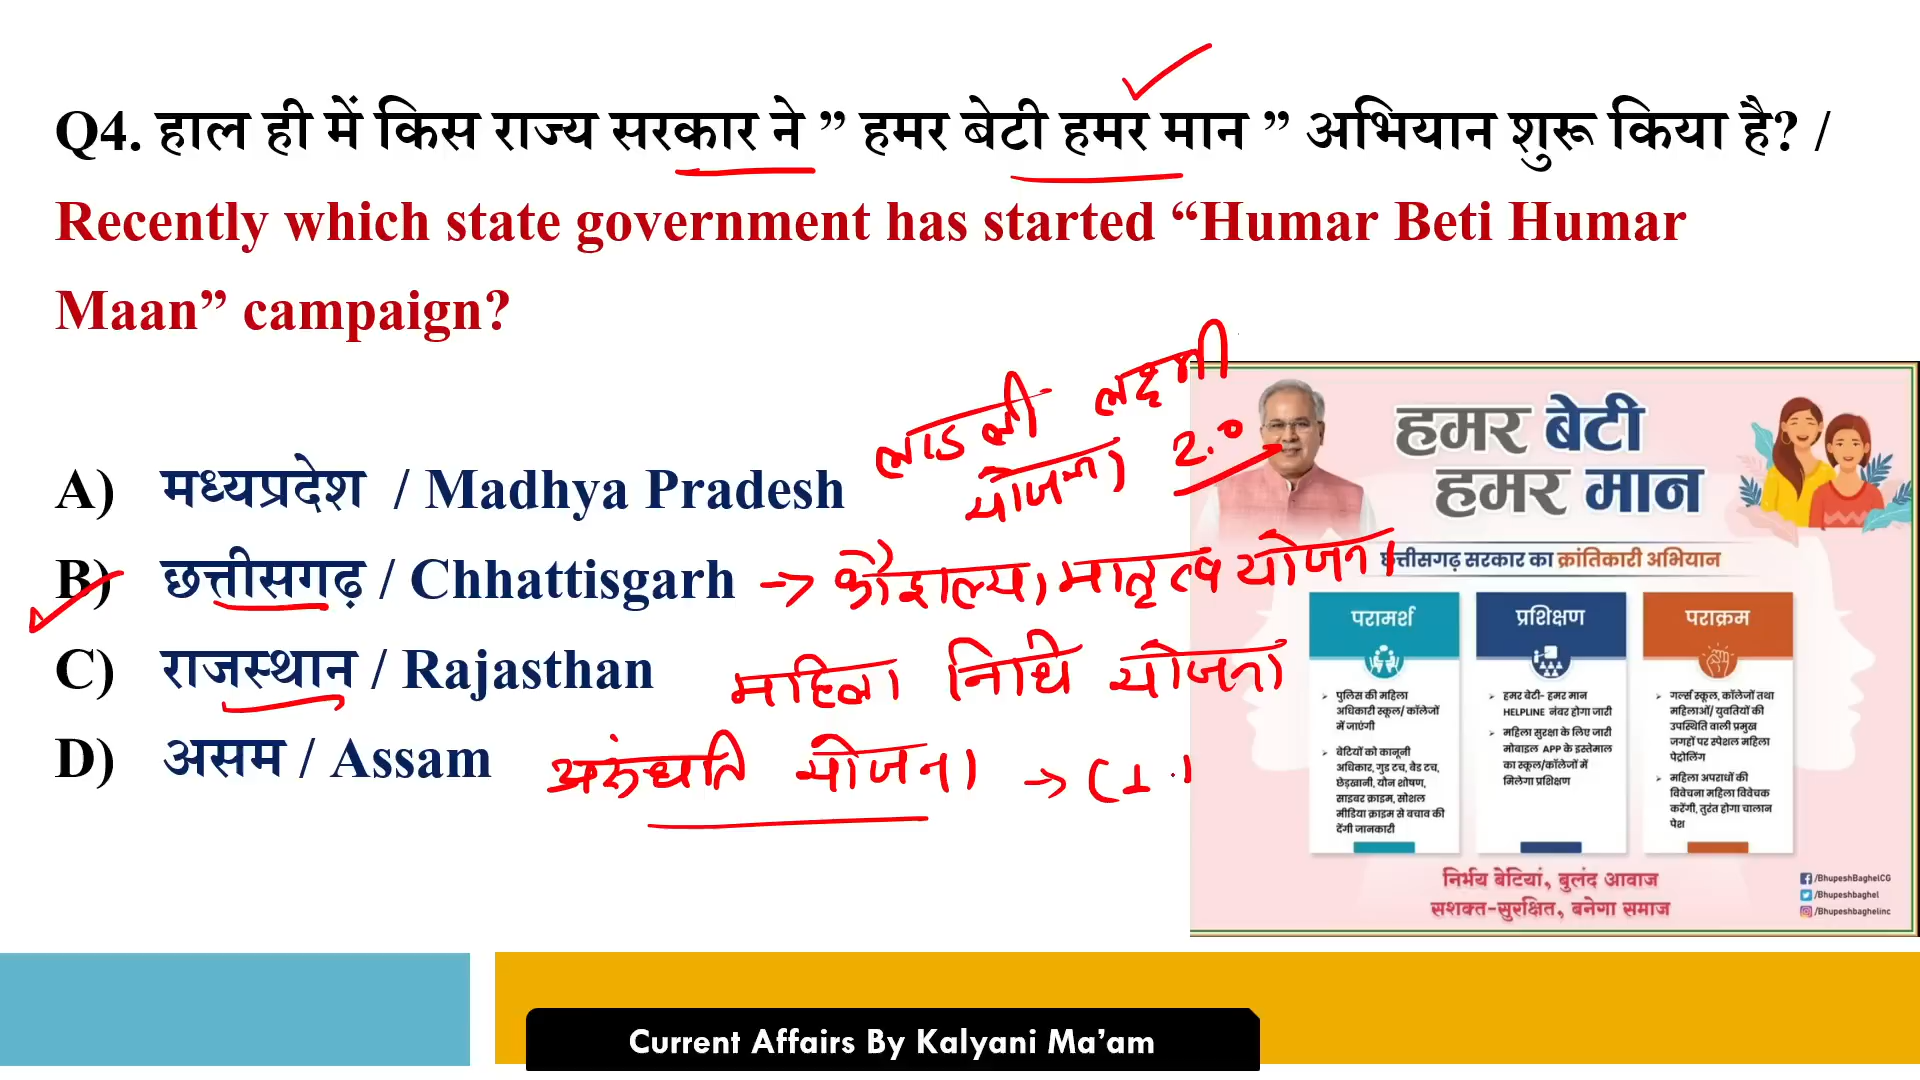 Q4. हाल ही में किस राज्य सरकार ने ” हमर बेटी हमर मान ” अभियान शुरू किया है? /
Recently which state government has started “Humar Beti Humar
Maan” campaign?
A) मध्यप्रदेश / Madhya Pradesh
लाडली लक्ष्मी
योजना 2.0
B) छत्तीसगढ़ / Chhattisgarh → कौशल्या मातृत्व योजना
C) राजस्थान / Rajasthan महिला निधि योजना
D) असम / Assam अरुंधति योजना →
हमर बेटी
हमर मान
छत्तीसगढ़ सरकार का क्रांतिकारी अभियान
परामर्श
पुलिस की महिला
अधिकारी स्कूल/ कॉलेजों
में जाएंगी
बेटियों को कानूनी
अधिकार, गुड टच, बैड टच,
छेड़खानी, यौन शोषण,
साइबर क्राइम, सोशल
मीडिया क्राइम से बचाव की
देंगी जानकारी
प्रशिक्षण
हमर बेटी- हमर मान
HELPLINE नंबर होगा जारी
महिला सुरक्षा के लिए जारी
मोबाइल APP के इस्तेमाल
का स्कूल/कॉलेजों में
मिलेगा प्रशिक्षण
पराक्रम
गर्ल्स स्कूल, कॉलेजों तथा
महिलाओं/ युवतियों की
उपस्थिति वाली प्रमुख
जगहों पर स्पेशल महिला
पेट्रोलिंग
महिला अपराधों की
विवेचना महिला विवेचक
करेंगी, तुरंत होगा चालान
पेश
निर्भय बेटियां, बुलंद आवाज
सशक्त-सुरक्षित, बनेगा समाज
/BhupeshBaghelCG
/Bhupeshbaghel
/Bhupeshbaghelinc
Current Affairs By Kalyani Ma’am